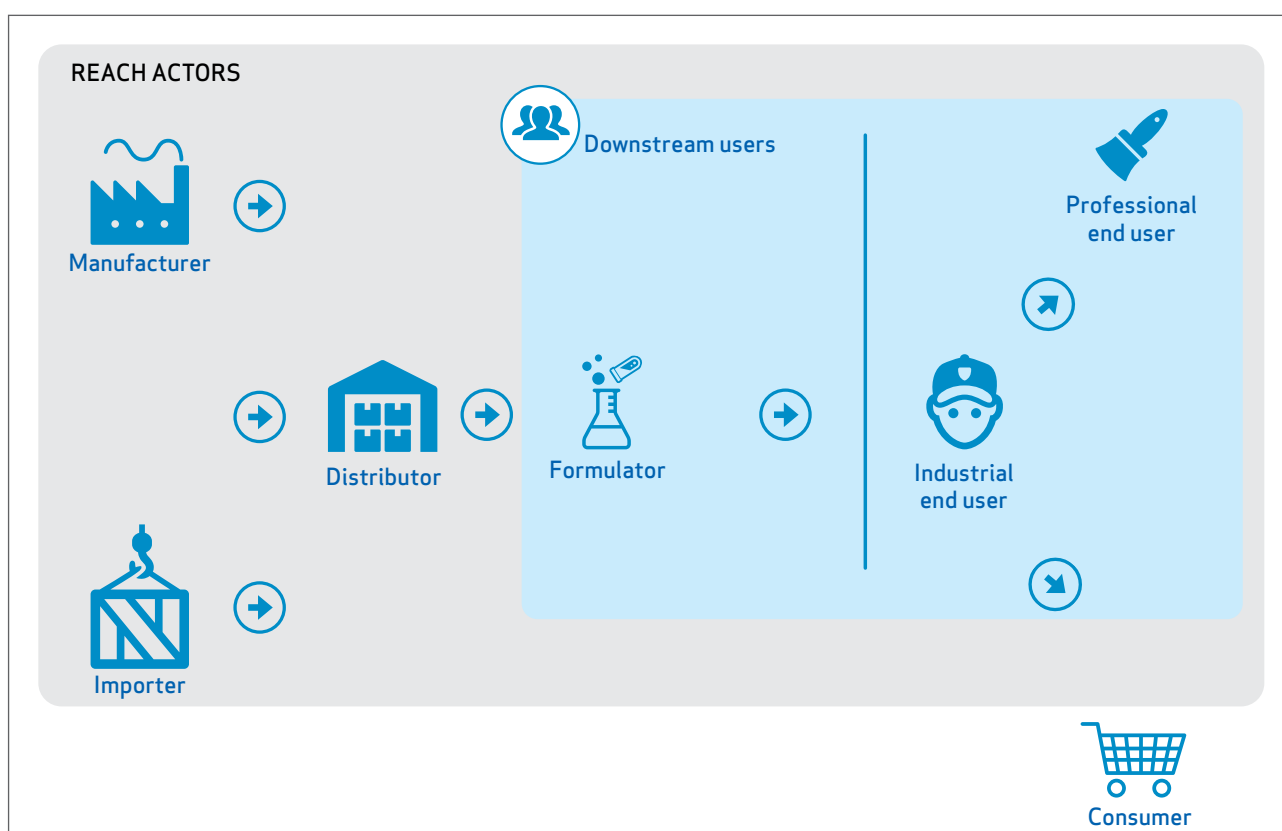 REACH ACTORS
Downstream users
Manufacturer
Professional
end user
Distributor
Formulator
Industrial
end user
Importer
Consumer